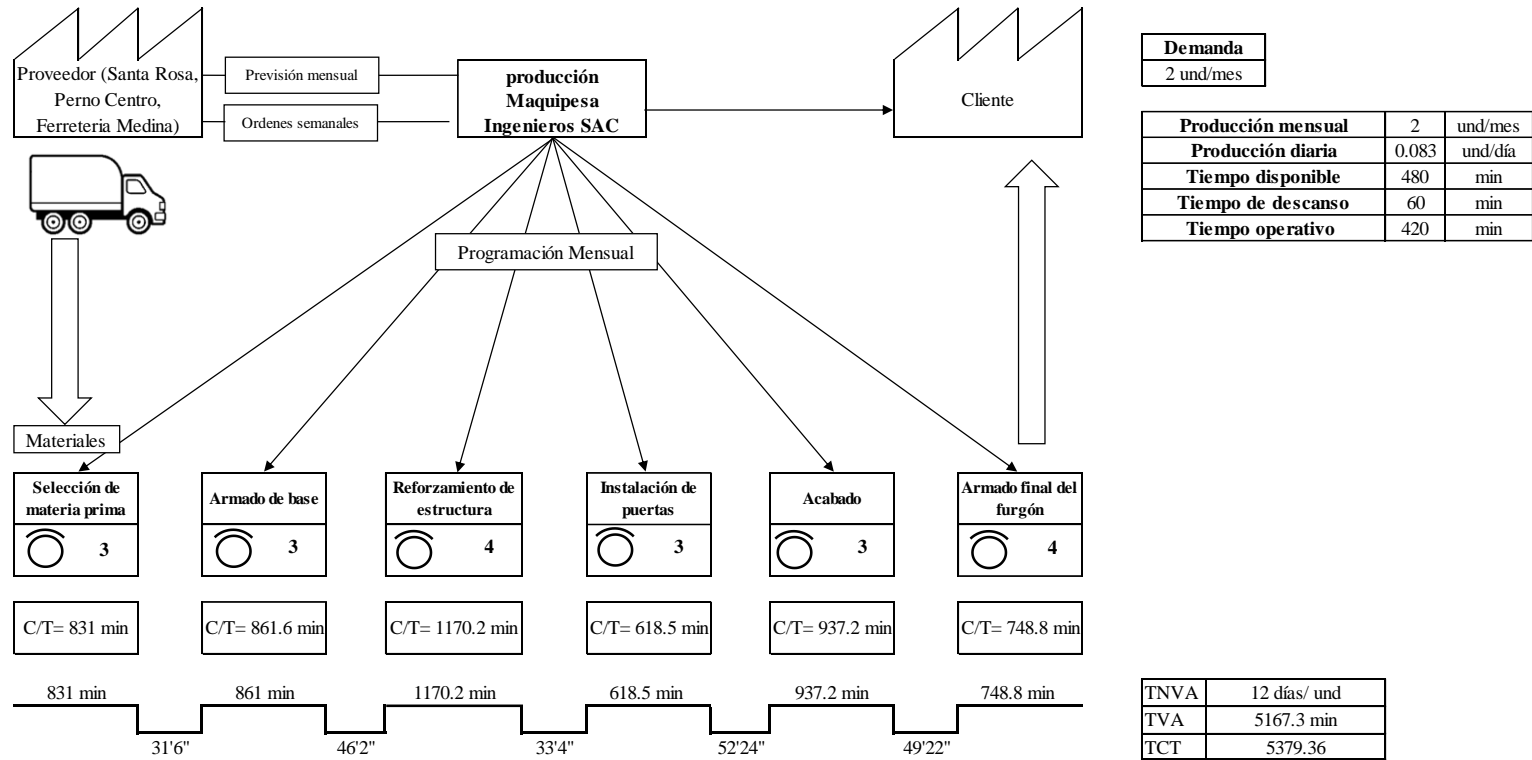 Proveedor (Santa Rosa,
Perno Centro,
Ferreteria Medina)
Previsión mensual
Ordenes semanales
producción
Maquipesa
Ingenieros SAC
Cliente
Demanda
2 und/mes
Producción mensual 2 und/mes
Producción diaria 0.083 und/día
Tiempo disponible 480 min
Tiempo de descanso 60 min
Tiempo operativo 420 min
Programación Mensual
Materiales
Selección de
materia prima
3
Armado de base
3
Reforzamiento de
estructura
4
Instalación de
puertas
3
Acabado
3
Armado final del
furgón
4
C/T= 831 min
C/T= 861.6 min
C/T= 1170.2 min
C/T= 618.5 min
C/T= 937.2 min
C/T= 748.8 min
831 min
861 min
1170.2 min
618.5 min
937.2 min
748.8 min
31'6"
46'2"
33'4"
52'24"
49'22"
TNVA 12 días/ und
TVA 5167.3 min
TCT 5379.36